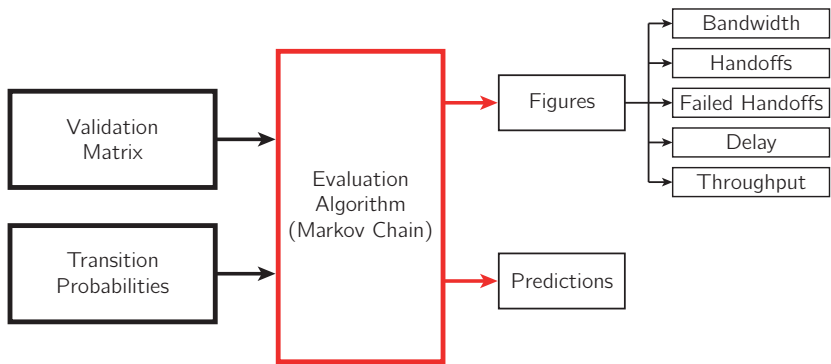 Validation
Matrix
Transition
Probabilities
Evaluation
Algorithm
(Markov Chain)
Figures
Predictions
Bandwidth
Handoffs
Failed Handoffs
Delay
Throughput